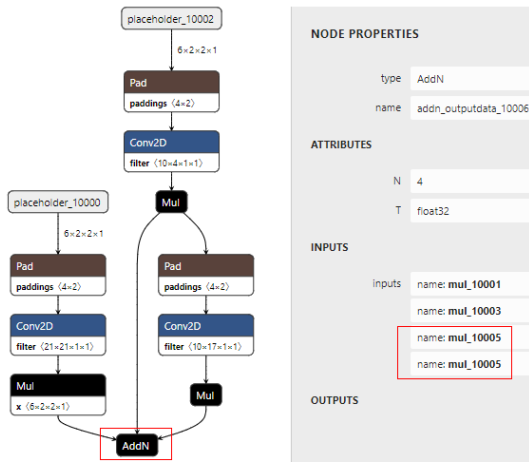 placeholder_10002
6×2×2×1
Pad
paddings ⟨4×2⟩
Conv2D
filter ⟨10×4×1×1⟩
Mul
placeholder_10000
6×2×2×1
Pad
paddings ⟨4×2⟩
Pad
paddings ⟨4×2⟩
Conv2D
filter ⟨21×21×1×1⟩
Conv2D
filter ⟨10×17×1×1⟩
Mul
x ⟨6×2×2×1⟩
Mul
AddN
NODE PROPERTIES
type AddN
name addn_outputdata_10006
ATTRIBUTES
N 4
T float32
INPUTS
inputs name: mul_10001
name: mul_10003
name: mul_10005
name: mul_10005
OUTPUTS